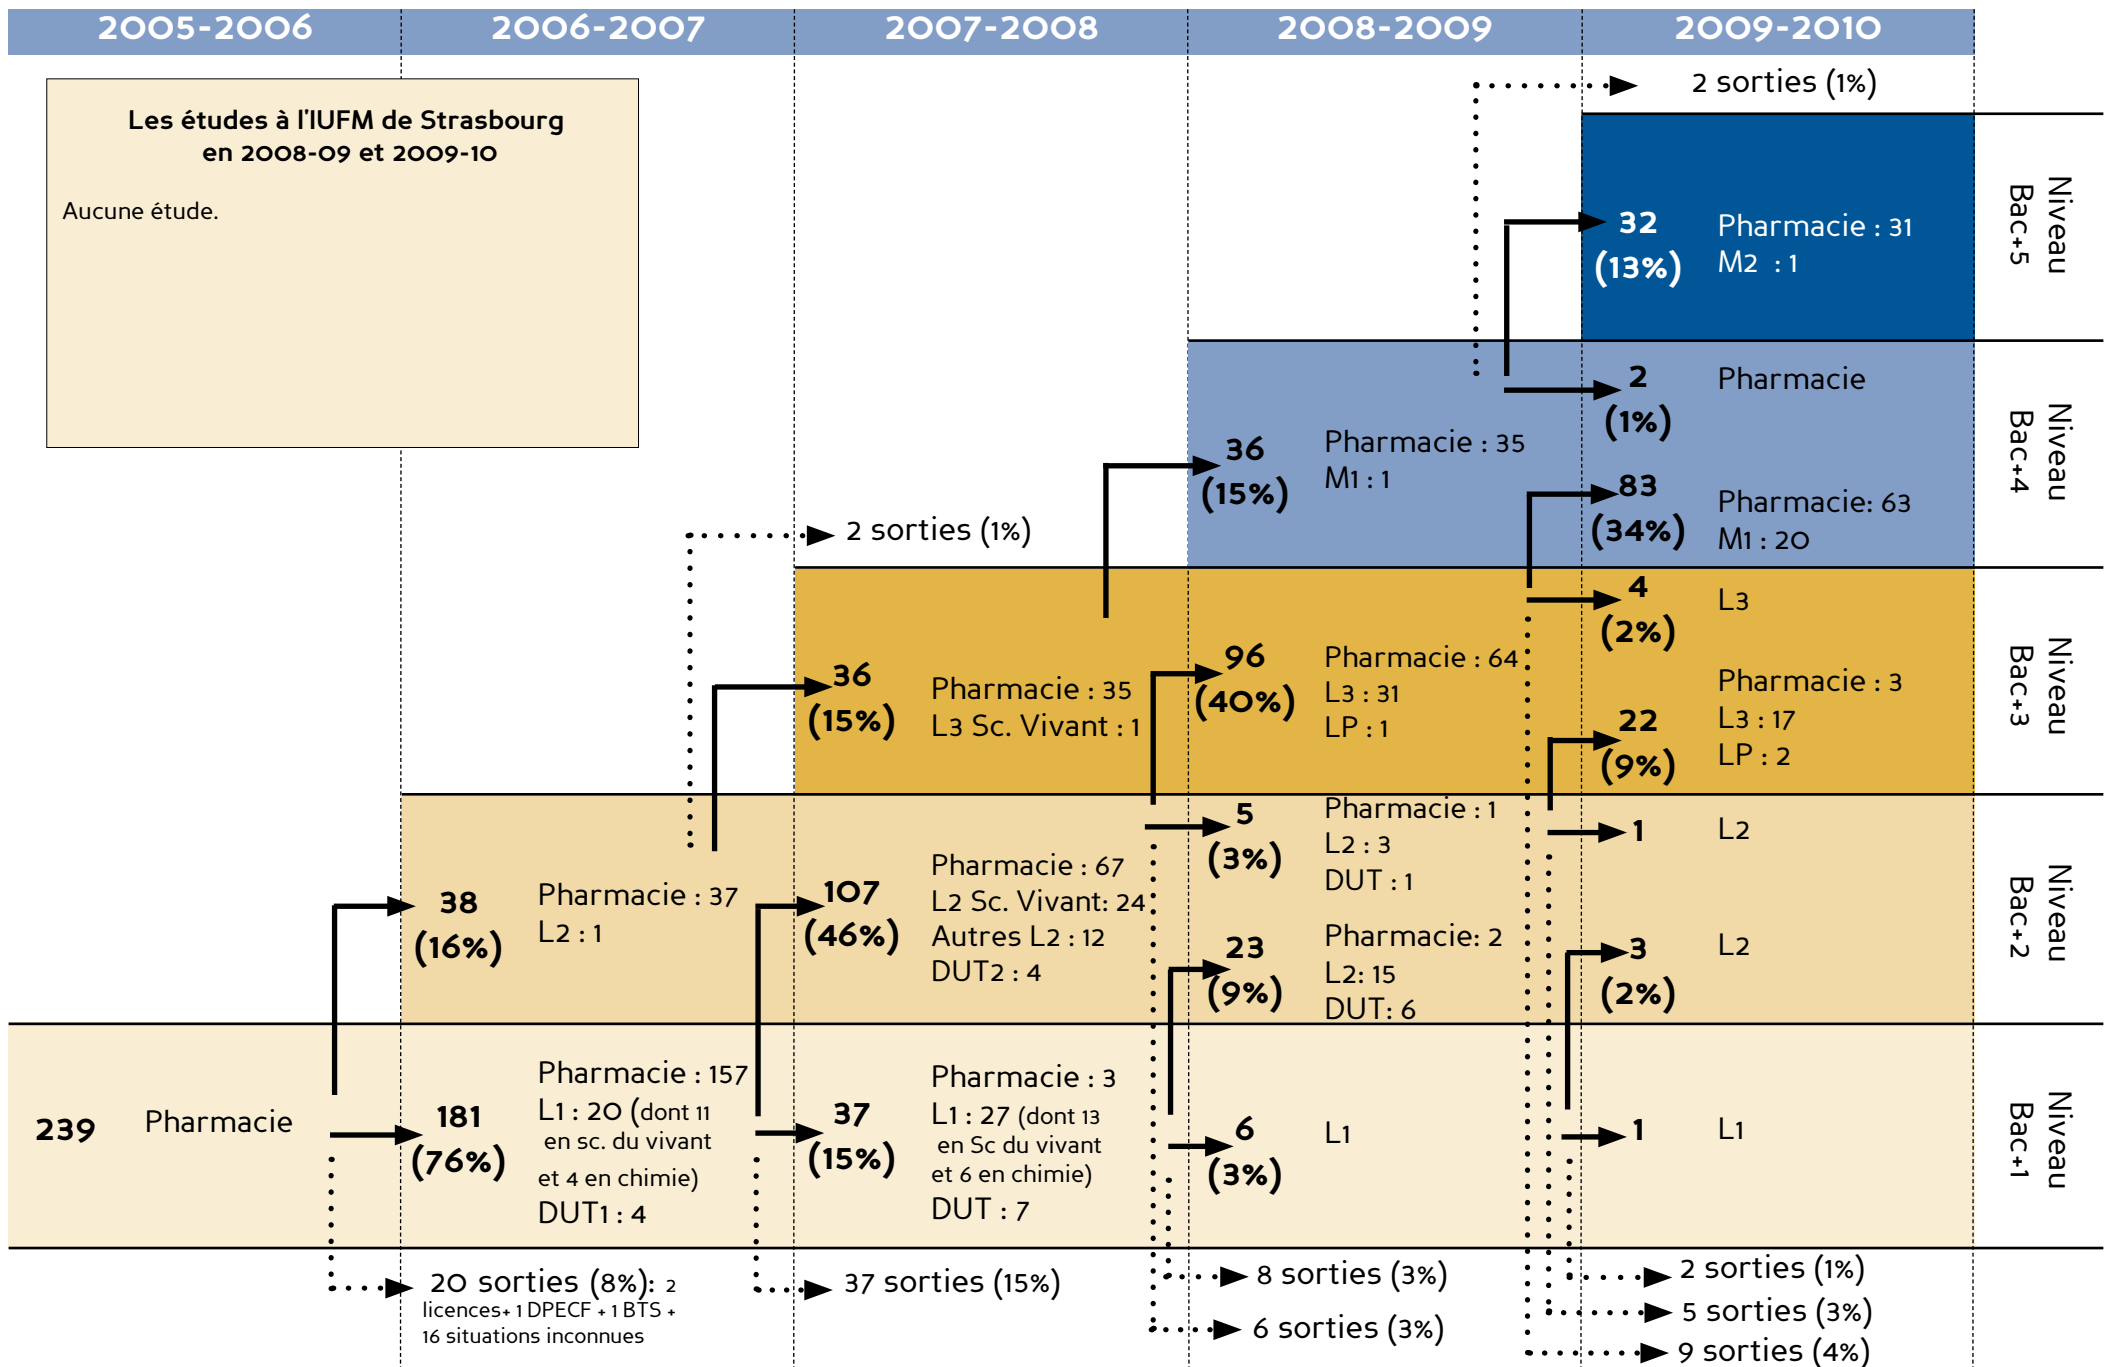 2005-2006
2006-2007
2007-2008
2008-2009
2009-2010
Les études à l'IUFM de Strasbourg
en 2008-09 et 2009-10
Aucune étude.
2 sorties (1%)
32
(13%)
Pharmacie : 31
M2 : 1
Niveau
Bac+5
36
(15%)
Pharmacie : 35
M1 : 1
2
(1%)
Pharmacie
83
(34%)
Pharmacie: 63
M1 : 20
Niveau
Bac+4
2 sorties (1%)
36
(15%)
Pharmacie : 35
L3 Sc. Vivant : 1
96
(40%)
Pharmacie : 64
L3 : 31
LP : 1
4
(2%)
L3
22
(9%)
Pharmacie : 3
L3 : 17
LP : 2
Niveau
Bac+3
38
(16%)
Pharmacie : 37
L2 : 1
107
(46%)
Pharmacie : 67
L2 Sc. Vivant: 24
Autres L2 : 12
DUT2 : 4
5
(3%)
Pharmacie : 1
L2 : 3
DUT : 1
23
(9%)
Pharmacie: 2
L2: 15
DUT: 6
1
L2
3
(2%)
L2
Niveau
Bac+2
239
Pharmacie
181
(76%)
Pharmacie : 157
L1 : 20 (dont 11
en sc. du vivant
et 4 en chimie)
DUT1 : 4
37
(15%)
Pharmacie : 3
L1 : 27 (dont 13
en Sc du vivant
et 6 en chimie)
DUT : 7
6
(3%)
L1
1
L1
Niveau
Bac+1
20 sorties (8%): 2
licences+ 1 DPECF + 1 BTS +
16 situations inconnues
37 sorties (15%)
8 sorties (3%)
6 sorties (3%)
2 sorties (1%)
5 sorties (3%)
9 sorties (4%)